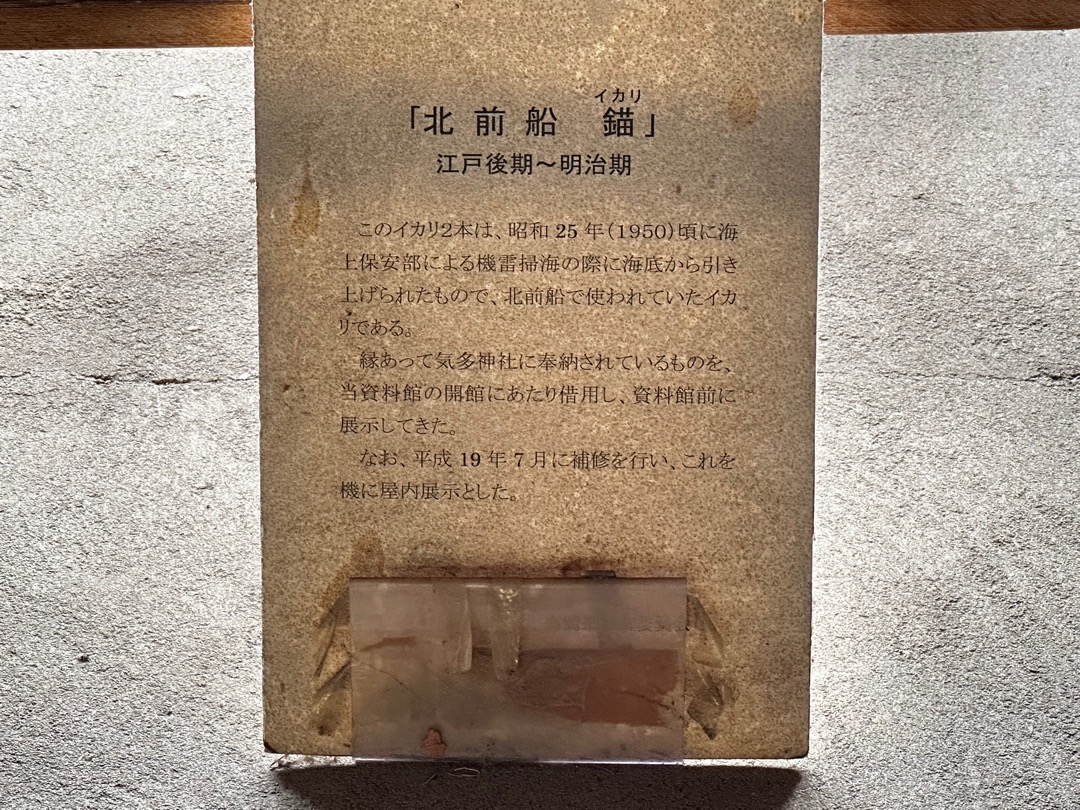 「北前船 錨」
イカリ
江戸後期～明治期
このイカリ2本は、昭和25年(1950)頃に海
上保安部による機雷掃海の際に海底から引き
上げられたもので、北前船で使われていたイカ
リである。
縁あって気多神社に奉納されているものを、
当資料館の開館にあたり借用し、資料館前に
展示してきた。
なお、平成19年7月に補修を行い、これを
機に屋内展示とした。